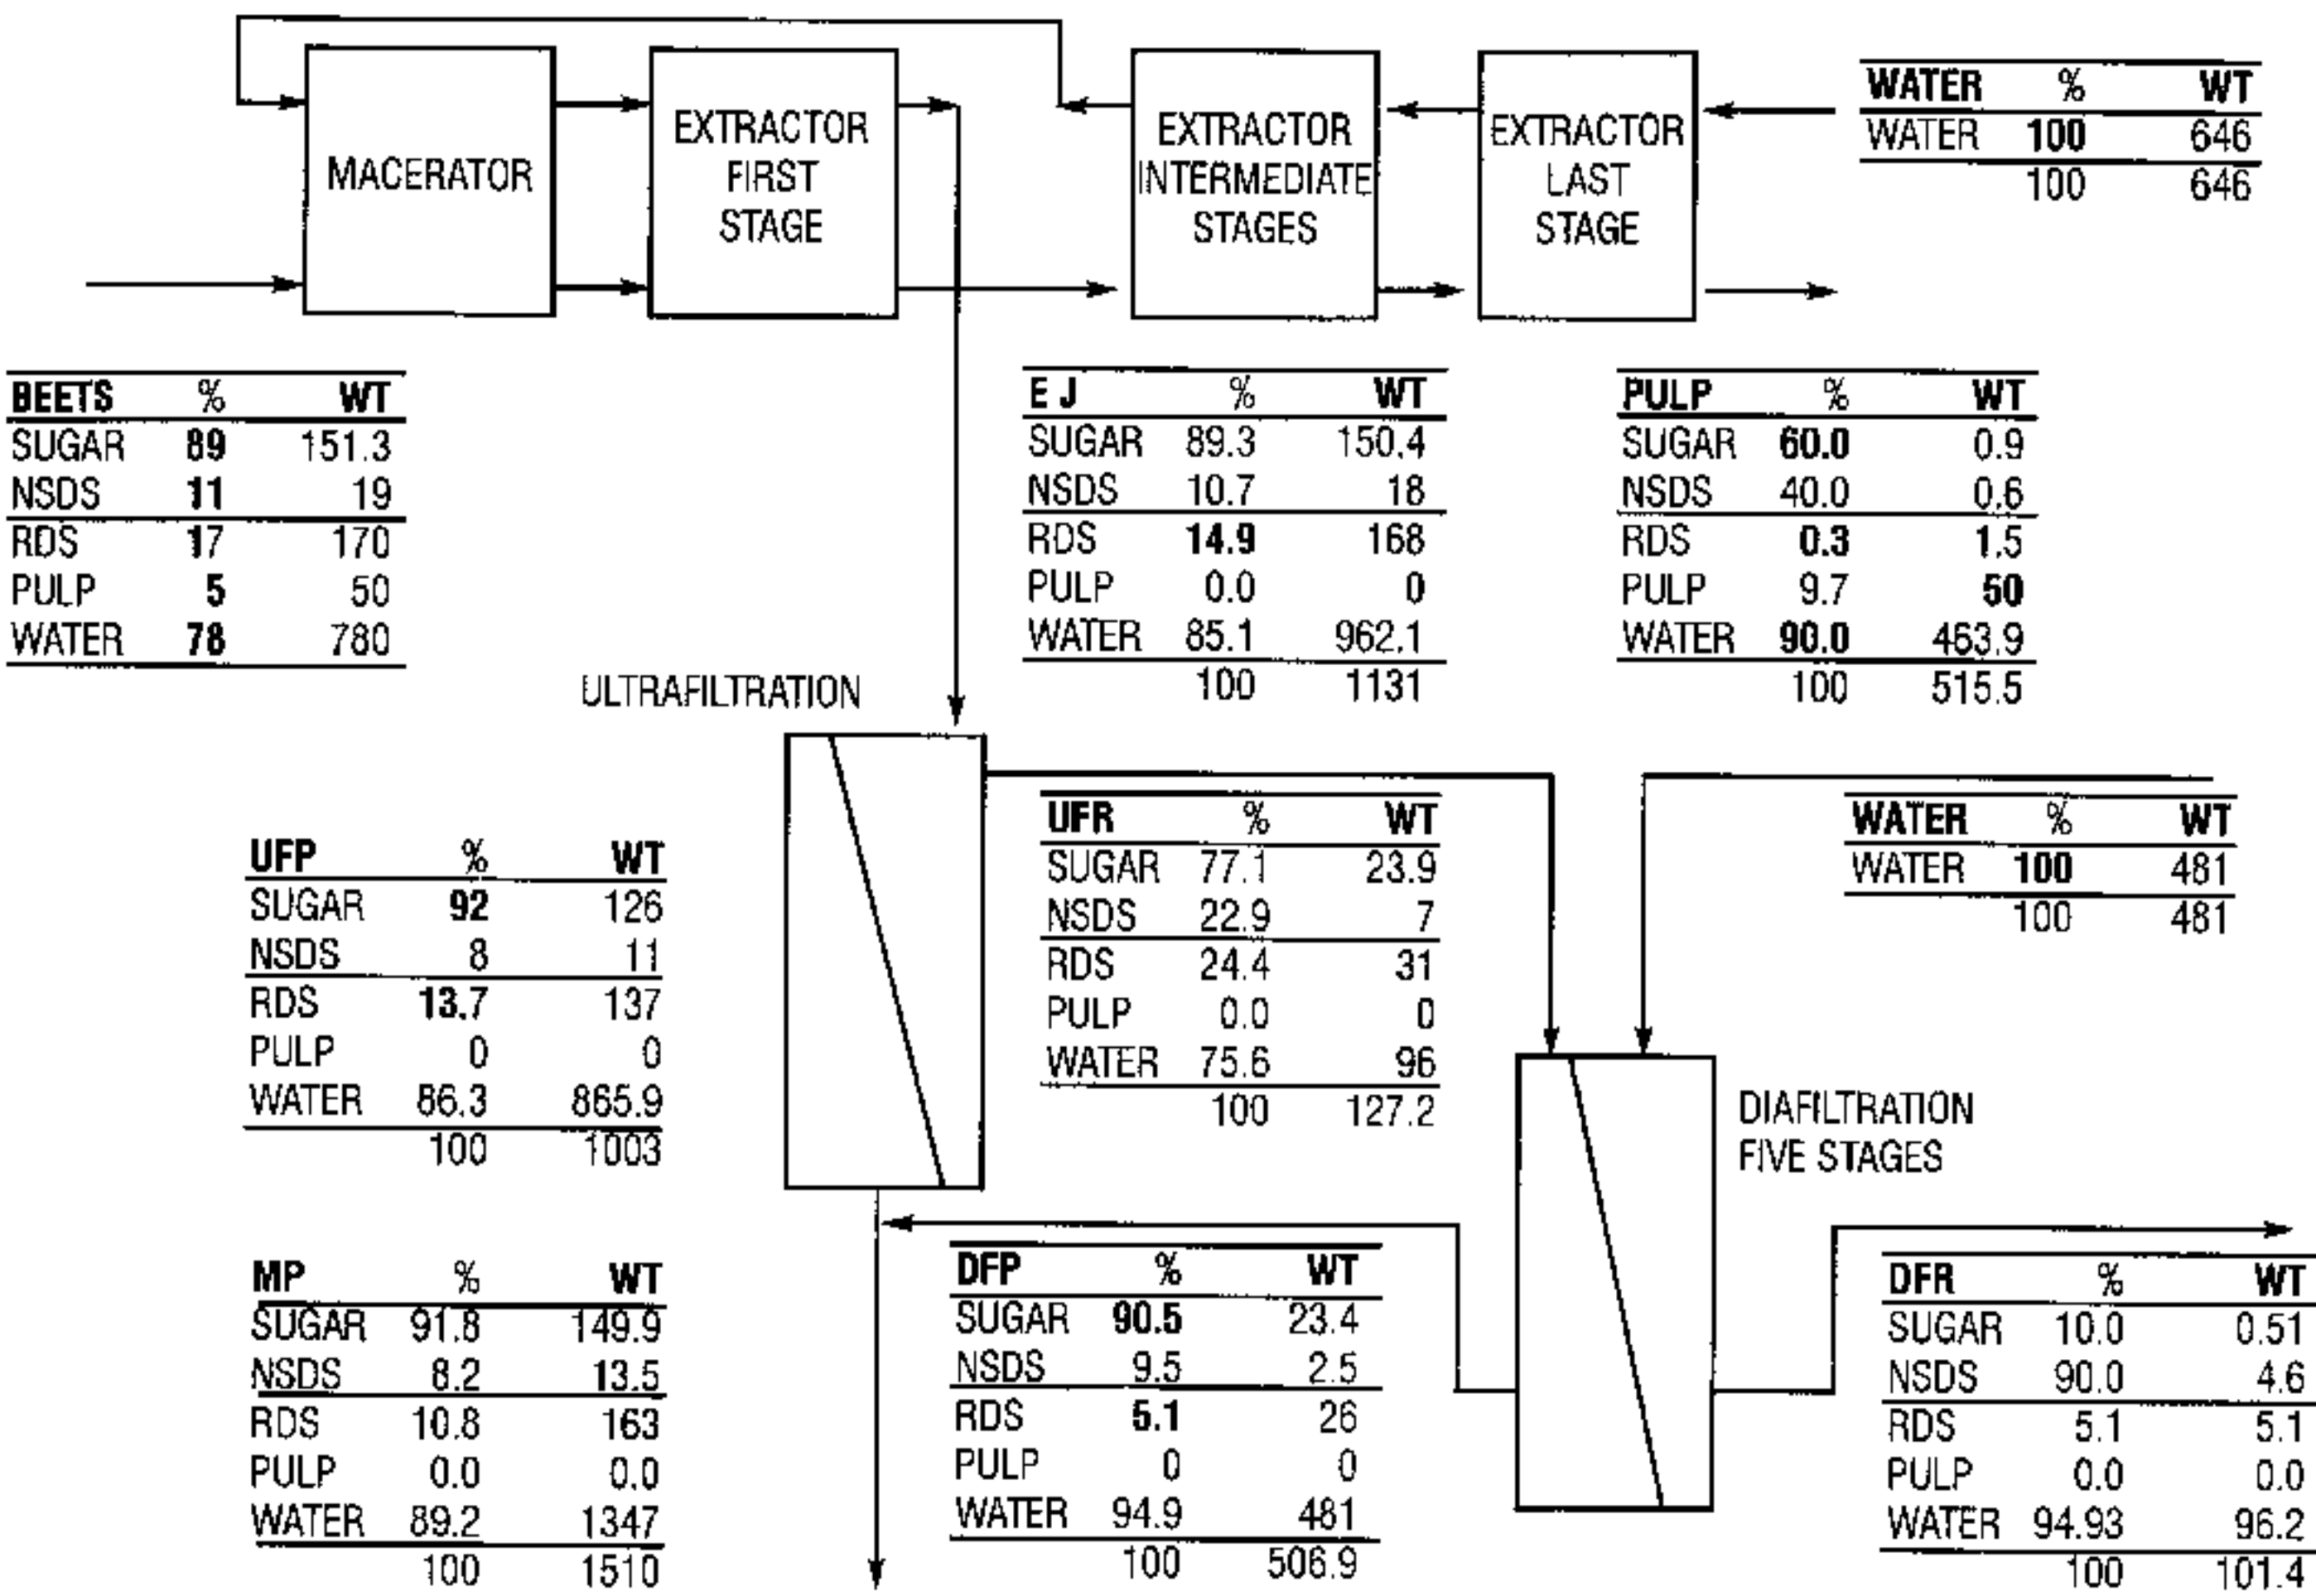 MACERATOR
EXTRACTOR
FIRST
STAGE
EXTRACTOR
INTERMEDIATE
STAGES
EXTRACTOR
LAST
STAGE
WATER % WT
WATER 100 646
100 646
BEETS % WT
SUGAR 89 151.3
NSDS 11 19
RDS 17 170
PULP 5 50
WATER 78 780
E J % WT
SUGAR 89.3 150.4
NSDS 10.7 18
RDS 14.9 168
PULP 0.0 0
WATER 85.1 962.1
100 1131
PULP % WT
SUGAR 60.0 0.9
NSDS 40.0 0.6
RDS 0.3 1.5
PULP 9.7 50
WATER 90.0 463.9
100 515.5
ULTRAFILTRATION
UFP % WT
SUGAR 92 126
NSDS 8 11
RDS 13.7 137
PULP 0 0
WATER 86.3 865.9
100 1003
UFR % WT
SUGAR 77.1 23.9
NSDS 22.9 7
RDS 24.4 31
PULP 0.0 0
WATER 75.6 96
100 127.2
WATER % WT
WATER 100 481
100 481
DIAFILTRATION
FIVE STAGES
MP % WT
SUGAR 91.8 149.9
NSDS 8.2 13.5
RDS 10.8 163
PULP 0.0 0.0
WATER 89.2 1347
100 1510
DFP % WT
SUGAR 90.5 23.4
NSDS 9.5 2.5
RDS 5.1 26
PULP 0 0
WATER 94.9 481
100 506.9
DFR % WT
SUGAR 10.0 0.51
NSDS 90.0 4.6
RDS 5.1 5.1
PULP 0.0 0.0
WATER 94.93 96.2
100 101.4